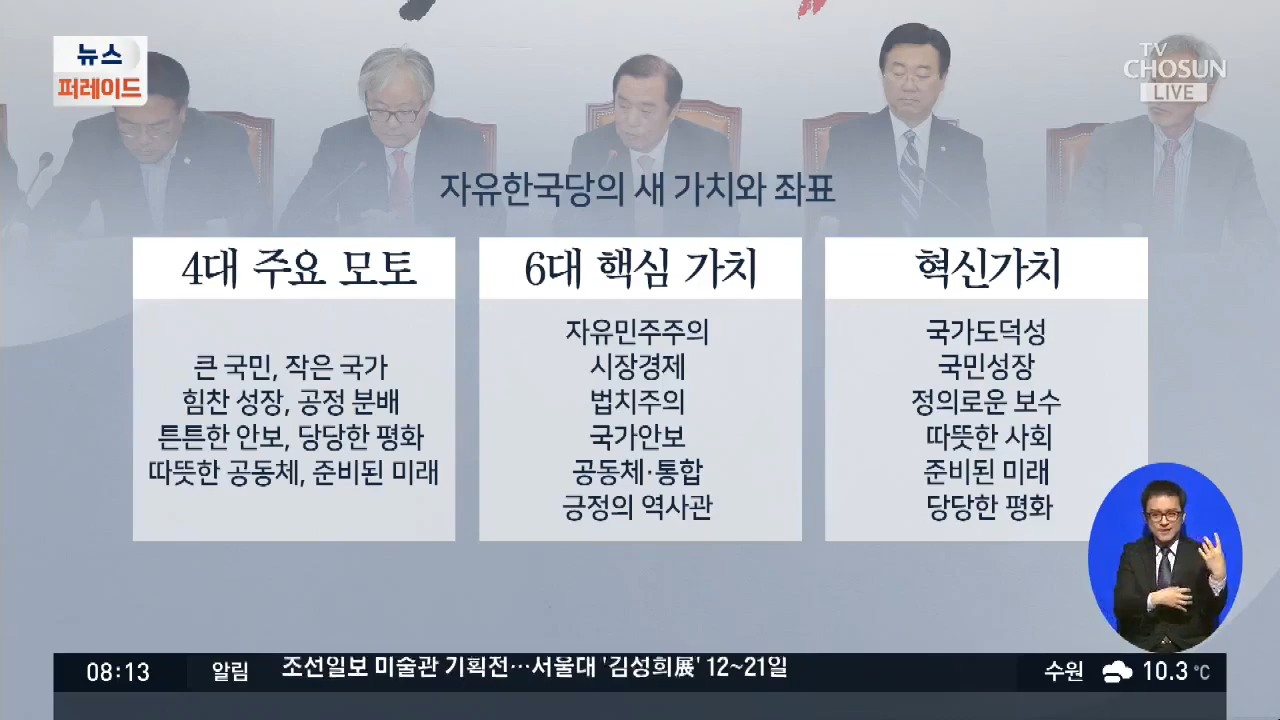 뉴스
퍼레이드
TV
CHOSUN
LIVE
자유한국당의 새 가치와 좌표
4대 주요 모토
큰 국민, 작은 국가
힘찬 성장, 공정 분배
튼튼한 안보, 당당한 평화
따뜻한 공동체, 준비된 미래
6대 핵심 가치
자유민주주의
시장경제
법치주의
국가안보
공동체·통합
긍정의 역사관
혁신가치
국가도덕성
국민성장
정의로운 보수
따뜻한 사회
준비된 미래
당당한 평화
08:13 알림 조선일보 미술관 기획전…서울대 '김성희展' 12~21일 수원 10.3℃